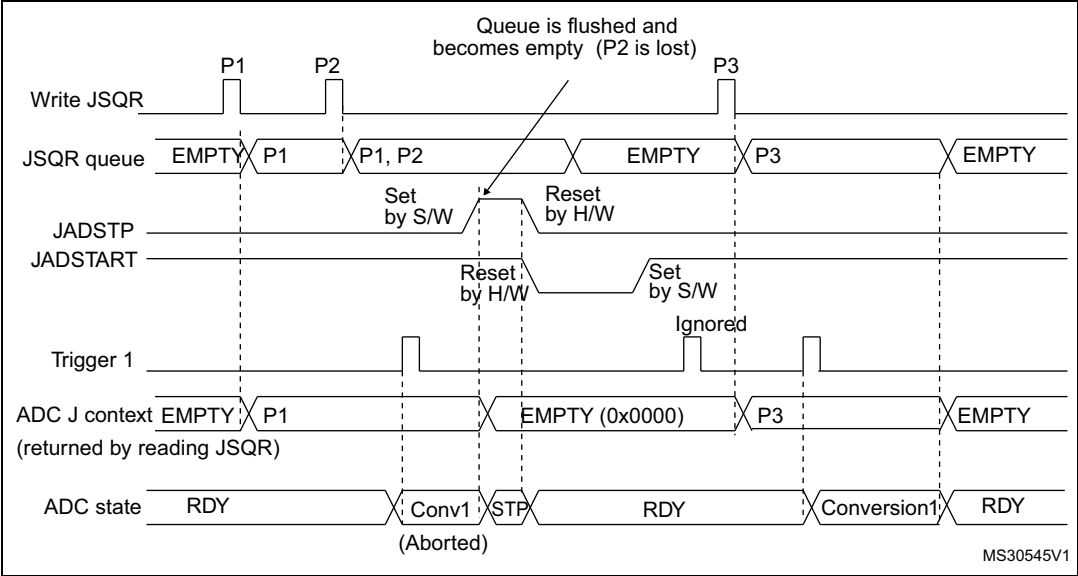 Queue is flushed and
becomes empty (P2 is lost)
P1 P2 P3
Write JSQR
JSQR queue EMPTY P1 P1, P2 EMPTY P3 EMPTY
Set
by S/W
Reset
by H/W
JADSTP
JADSTART
Reset
by H/W
Set
by S/W
Ignored
Trigger 1
ADC J context EMPTY P1 EMPTY (0x0000) P3 EMPTY
(returned by reading JSQR)
ADC state RDY Conv1 STP RDY Conversion1 RDY
(Aborted)
MS30545V1